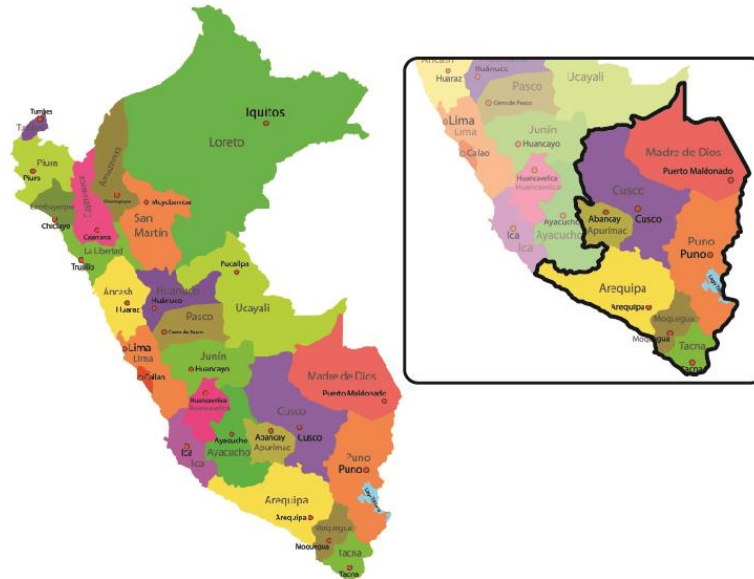 Iquitos
Loreto
Tumbes
Piura
Piura
Amazonas
Cajamarca
Lambayeque
Chiclayo
Moyobamba
San
Martín
La Libertad
Trujillo
Ancash
Huaraz
Huánuco
Huánuco
Pucallpa
Ucayali
Pasco
Cerro de Pasco
Lima
Lima
Callao
Junín
Huancayo
Huancavelica
Huancavelica
Madre de Dios
Puerto Maldonado
Cusco
Cusco
Ayacucho
Ayacucho
Abancay
Apurímac
Ica
Ica
Puno
Puno
Arequipa
Arequipa
Moquegua
Moquegua
Tacna
Tacna
Ancash
Huaraz
Huánuco
Ucayali
Pasco
Cerro de Pasco
Lima
Lima
Calao
Junín
Huancayo
Huancavelica
Huancavelica
Madre de Dios
Puerto Maldonado
Cusco
Cusco
Abancay
Apurímac
Ayacucho
Ayacucho
Ica
Ica
Puno
Puno
Arequipa
Arequipa
Moquegua
Moquegua
Tacna
Tacna